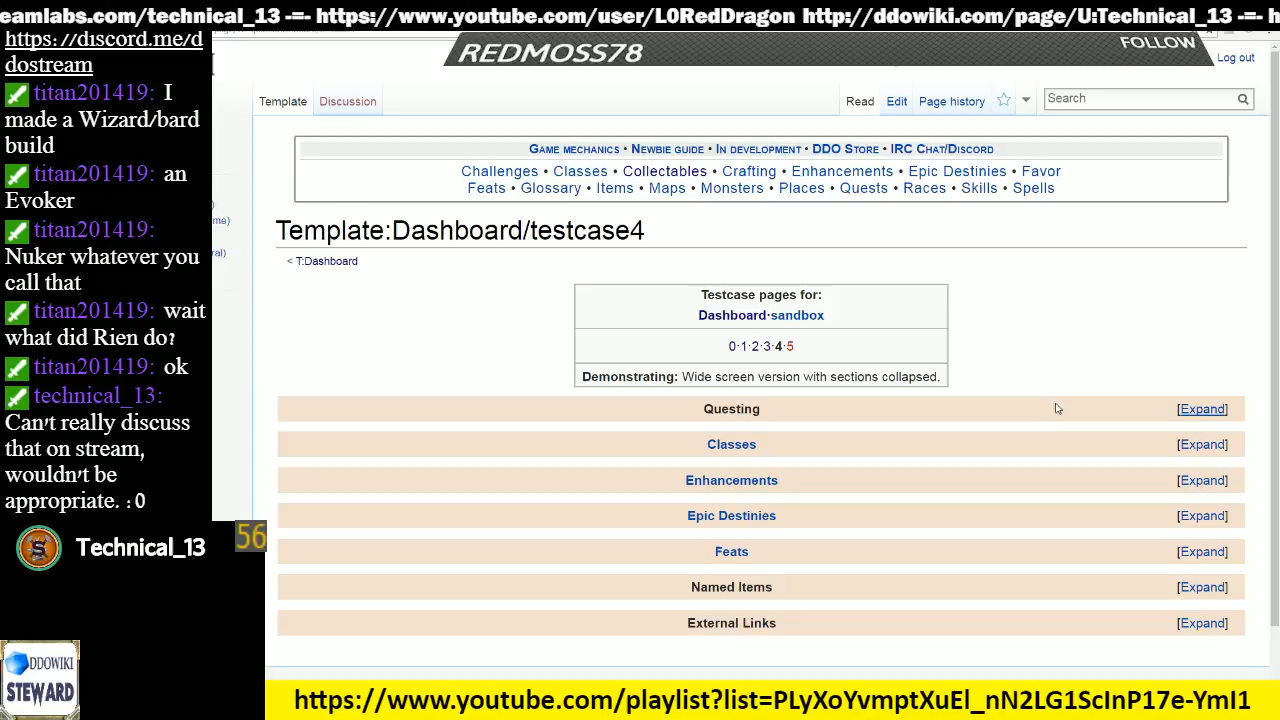 eamlabs.com/technical_13 -=- https://www.youtube.com/user/L0RedDragon http://ddowiki.com/page/U:Technical_13 -=- h
https://discord.me/d
dostream
titan201419: I
made a Wizard/bard
build
titan201419: an
Evoker
titan201419:
Nuker whatever you
call that
titan201419: wait
what did Rien do?
titan201419: ok
technical_13:
Can't really discuss
that on stream,
wouldn't be
appropriate. :0
Technical_13
56
DDOWIKI
STEWARD
REDMOSS78
FOLLOW
Log out
Template Discussion
Read Edit Page history
Search
me)
ral)
Game mechanics • Newbie guide • In development • DDO Store • IRC Chat/Discord
Challenges • Classes • Collectables • Crafting • Enhancements • Epic Destinies • Favor
Feats • Glossary • Items • Maps • Monsters • Places • Quests • Races • Skills • Spells
Template:Dashboard/testcase4
< T:Dashboard
Testcase pages for:
Dashboard·sandbox
0·1·2·3·4·5
Demonstrating: Wide screen version with sections collapsed.
Questing [Expand]
Classes [Expand]
Enhancements [Expand]
Epic Destinies [Expand]
Feats [Expand]
Named Items [Expand]
External Links [Expand]
https://www.youtube.com/playlist?list=PLyXoYvmptXuEl_nN2LG1ScInP17e-YmI1